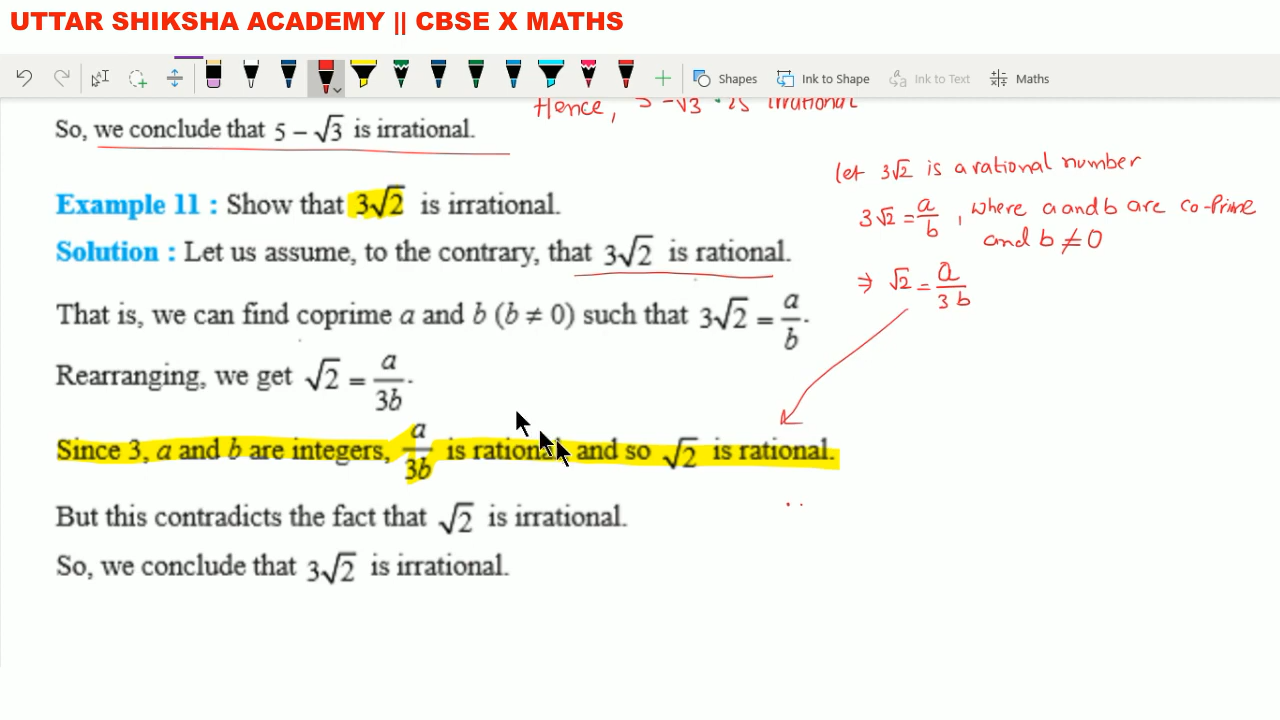 UTTAR SHIKSHA ACADEMY || CBSE X MATHS
Shapes Ink to Shape Ink to Text Maths
Hence, 5 - √3 is irrational
So, we conclude that 5 – √3 is irrational.
Example 11 : Show that 3√2 is irrational.
Solution : Let us assume, to the contrary, that 3√2 is rational.
That is, we can find coprime a and b (b ≠ 0) such that 3√2 = a/b.
Rearranging, we get √2 = a/3b.
Since 3, a and b are integers, a/3b is rational, and so √2 is rational.
But this contradicts the fact that √2 is irrational.
So, we conclude that 3√2 is irrational.
let 3√2 is a rational number
3√2 = a/b, where a and b are co-Prime
and b ≠ 0
⇒ √2 = a/3b